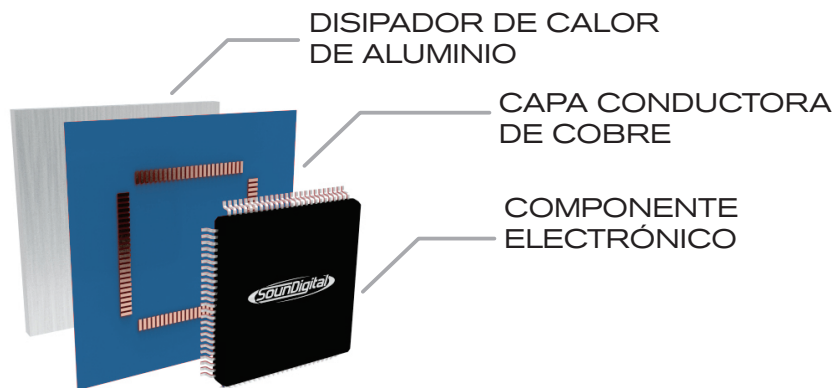 DISIPADOR DE CALOR
DE ALUMINIO
CAPA CONDUCTORA
DE COBRE
COMPONENTE
ELECTRÓNICO
SounDigital